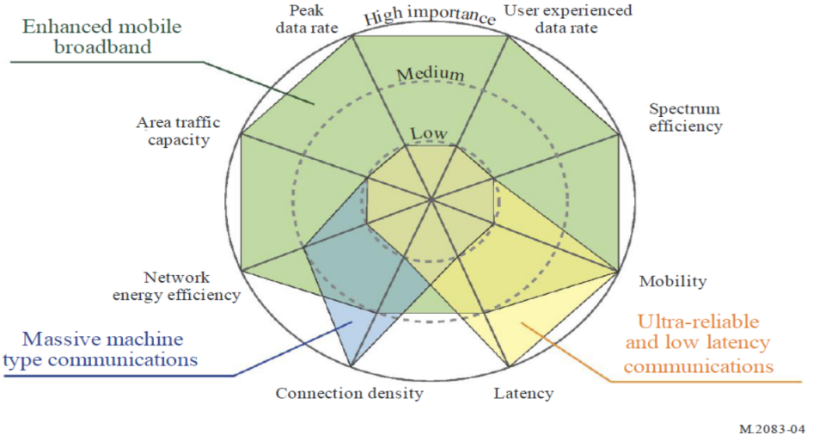 Enhanced mobile
broadband
Peak
data rate
High importance
User experienced
data rate
Medium
Low
Area traffic
capacity
Spectrum
efficiency
Network
energy efficiency
Mobility
Massive machine
type communications
Ultra-reliable
and low latency
communications
Connection density
Latency
M.2083-04